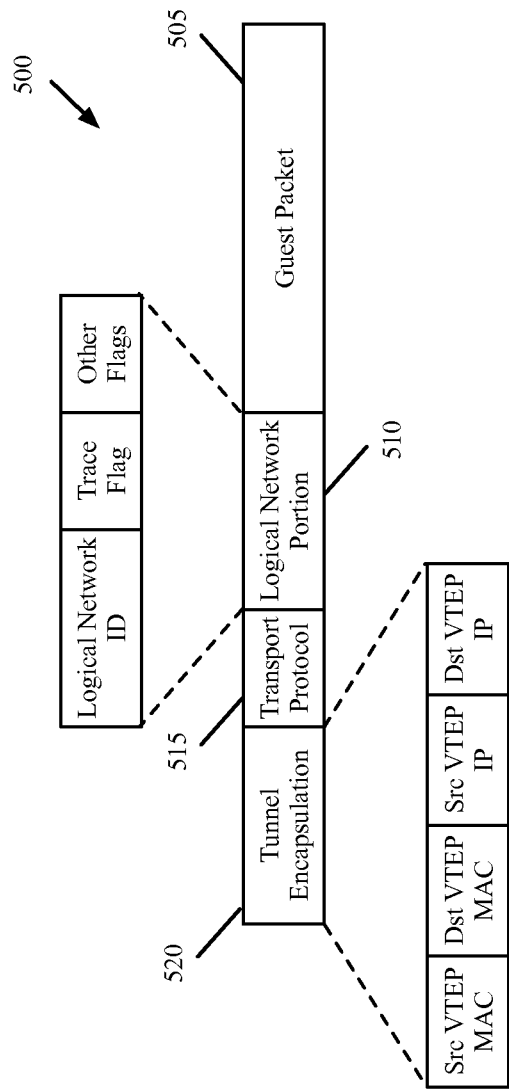 500
Logical Network
ID
Trace
Flag
Other
Flags
520
515
505
Tunnel
Encapsulation
Transport
Protocol
Logical Network
Portion
Guest Packet
510
Src VTEP
MAC
Dst VTEP
MAC
Src VTEP
IP
Dst VTEP
IP